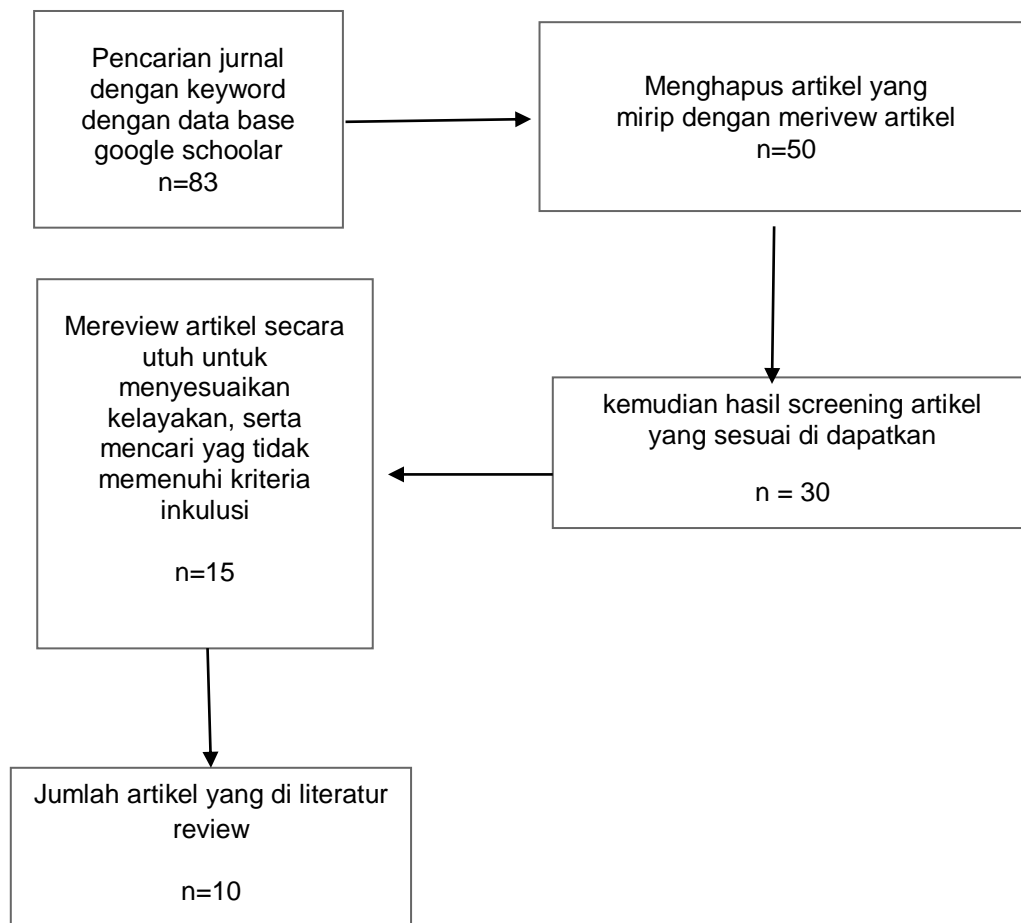 Pencarian jurnal
dengan keyword
dengan data base
google schoolar
n=83
Menghapus artikel yang
mirip dengan merivew artikel
n=50
kemudian hasil screening artikel
yang sesuai di dapatkan
n = 30
Mereview artikel secara
utuh untuk
menyesuaikan
kelayakan, serta
mencari yag tidak
memenuhi kriteria
inkulusi
n=15
Jumlah artikel yang di literatur
review
n=10